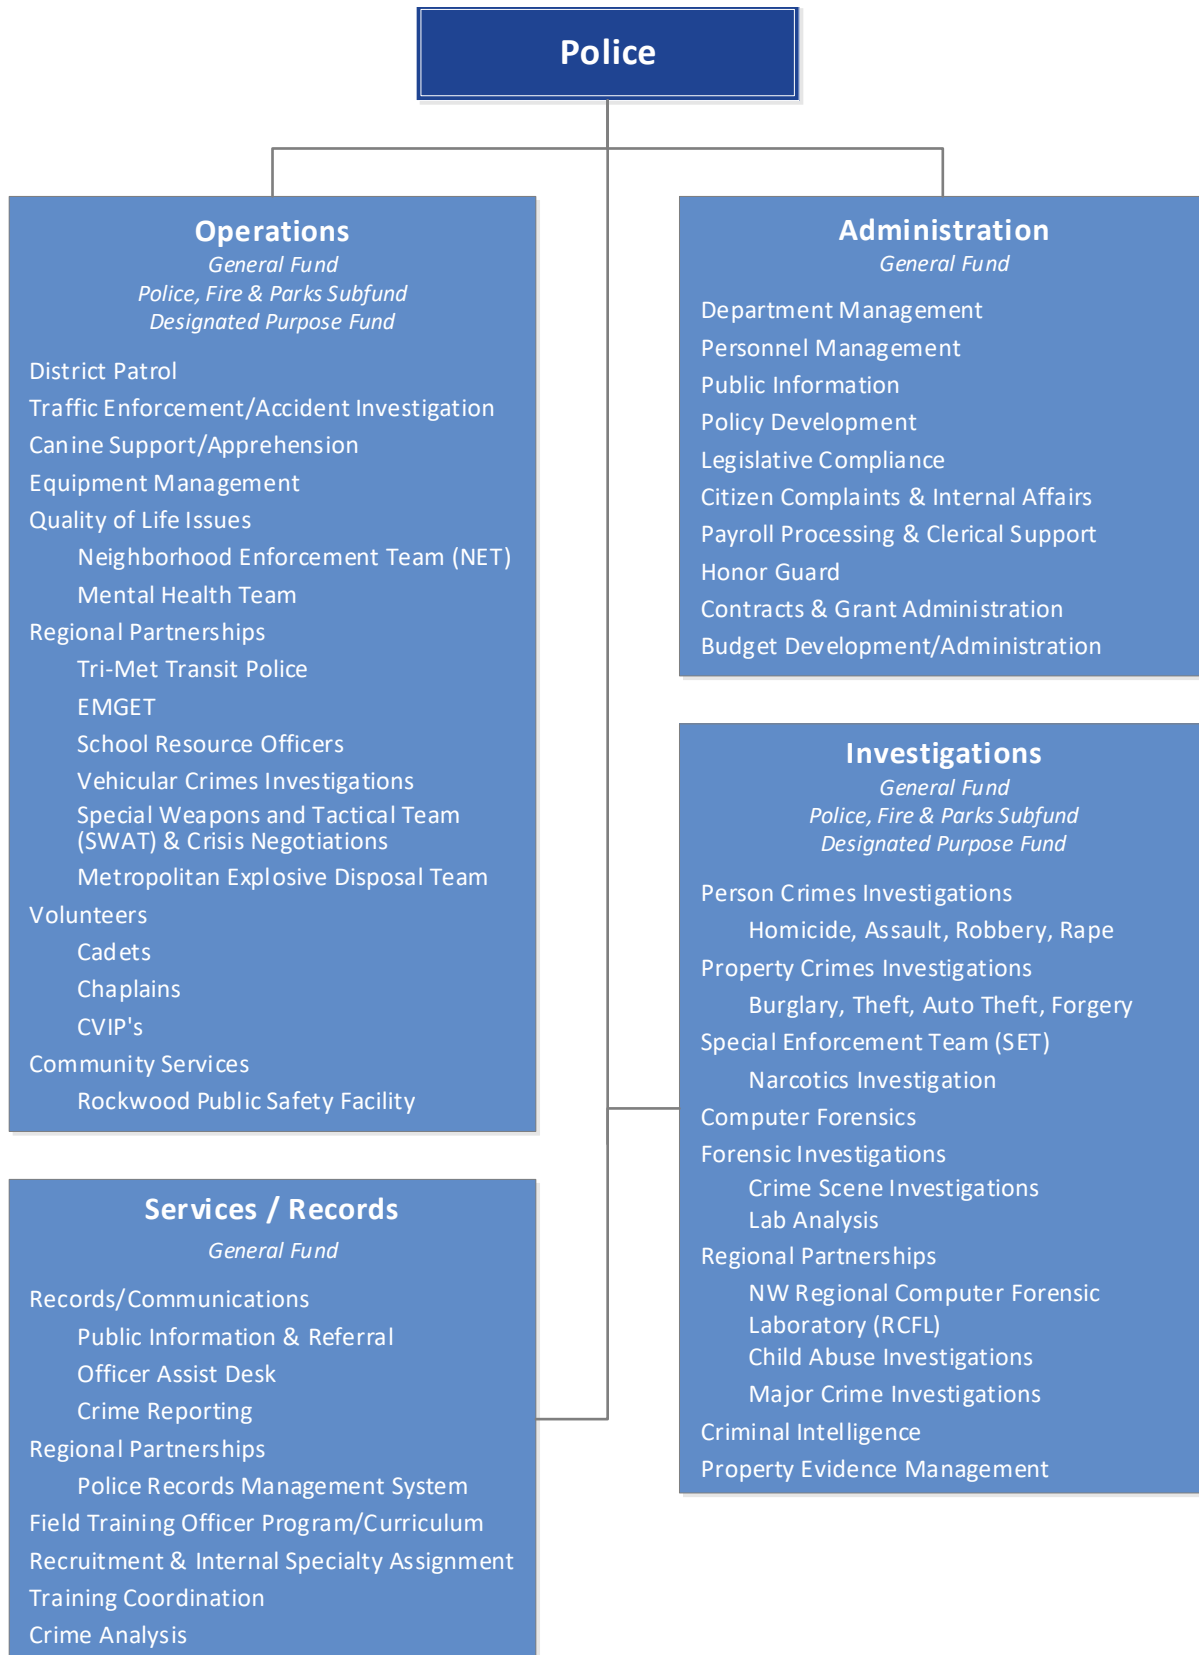 Police
Operations
General Fund
Police, Fire & Parks Subfund
Designated Purpose Fund
District Patrol
Traffic Enforcement/Accident Investigation
Canine Support/Apprehension
Equipment Management
Quality of Life Issues
Neighborhood Enforcement Team (NET)
Mental Health Team
Regional Partnerships
Tri-Met Transit Police
EMGET
School Resource Officers
Vehicular Crimes Investigations
Special Weapons and Tactical Team
(SWAT) & Crisis Negotiations
Metropolitan Explosive Disposal Team
Volunteers
Cadets
Chaplains
CVIP's
Community Services
Rockwood Public Safety Facility
Administration
General Fund
Department Management
Personnel Management
Public Information
Policy Development
Legislative Compliance
Citizen Complaints & Internal Affairs
Payroll Processing & Clerical Support
Honor Guard
Contracts & Grant Administration
Budget Development/Administration
Investigations
General Fund
Police, Fire & Parks Subfund
Designated Purpose Fund
Person Crimes Investigations
Homicide, Assault, Robbery, Rape
Property Crimes Investigations
Burglary, Theft, Auto Theft, Forgery
Special Enforcement Team (SET)
Narcotics Investigation
Computer Forensics
Forensic Investigations
Crime Scene Investigations
Lab Analysis
Regional Partnerships
NW Regional Computer Forensic
Laboratory (RCFL)
Child Abuse Investigations
Major Crime Investigations
Criminal Intelligence
Property Evidence Management
Services / Records
General Fund
Records/Communications
Public Information & Referral
Officer Assist Desk
Crime Reporting
Regional Partnerships
Police Records Management System
Field Training Officer Program/Curriculum
Recruitment & Internal Specialty Assignment
Training Coordination
Crime Analysis